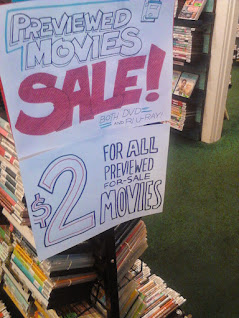 PREVIEWED
MOVIES
SALE!
BOTH DVD
AND BLU-RAY!
$2
FOR ALL
PREVIEWED
FOR-SALE
MOVIES